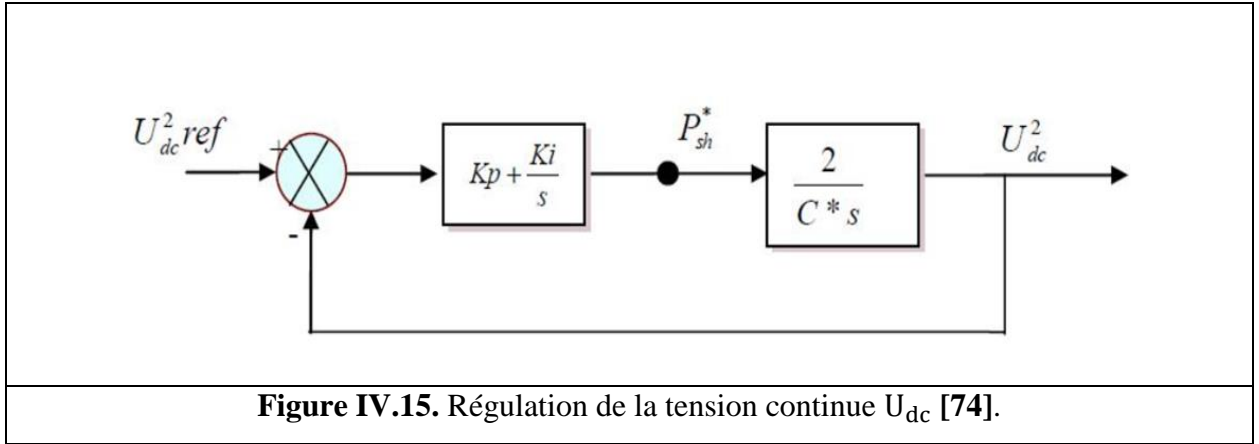 U²dc ref
+
-
Kp + Ki/s
P*sh
2/(C * s)
U²dc
Figure IV.15. Régulation de la tension continue Udc [74].